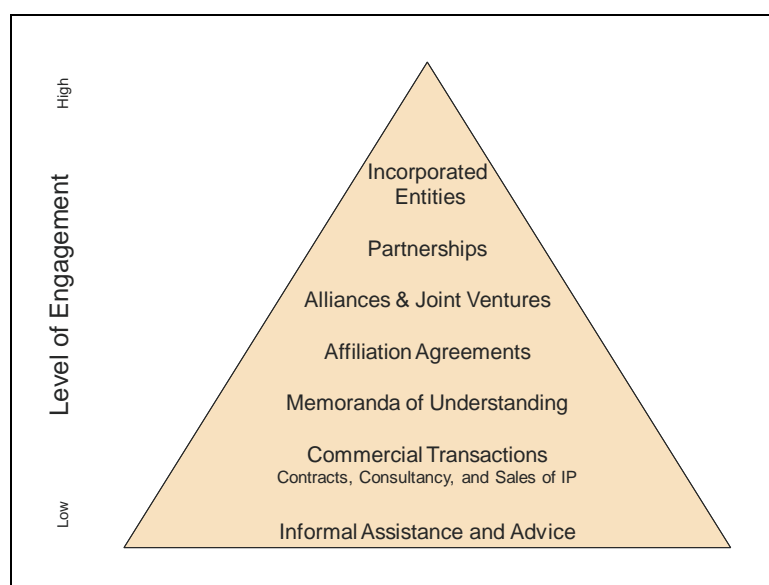 High
Level of Engagement
Low
Incorporated
Entities
Partnerships
Alliances & Joint Ventures
Affiliation Agreements
Memoranda of Understanding
Commercial Transactions
Contracts, Consultancy, and Sales of IP
Informal Assistance and Advice